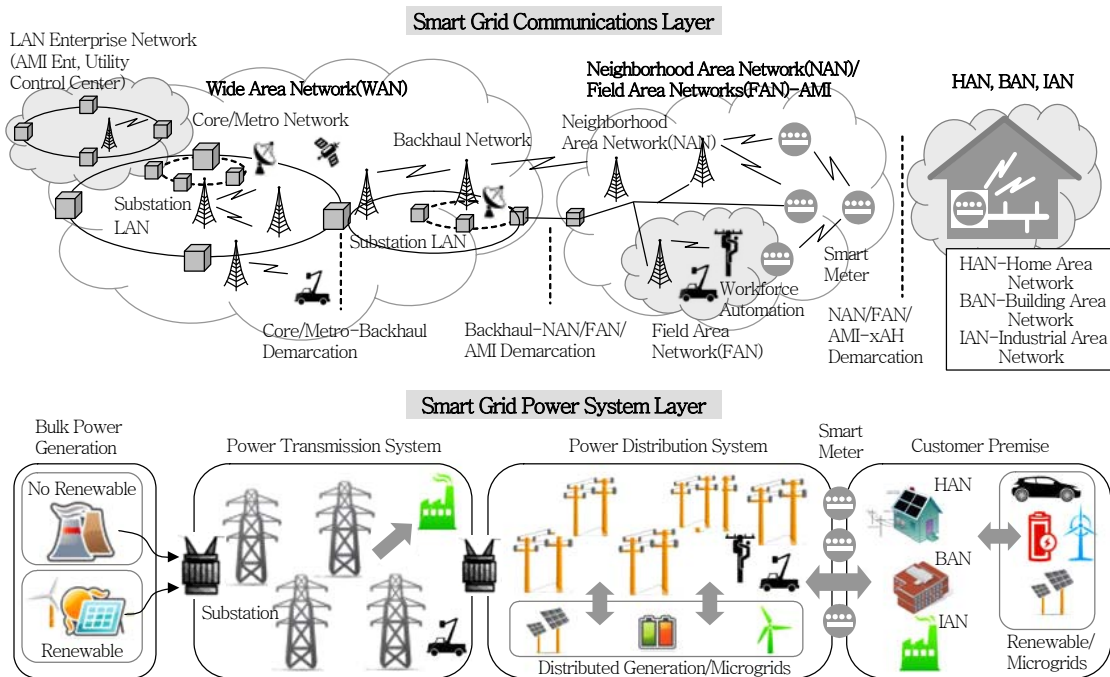 Smart Grid Communications Layer
LAN Enterprise Network
(AMI Ent, Utility
Control Center)
Wide Area Network(WAN)
Core/Metro Network
Backhaul Network
Substation
LAN
Substation LAN
Core/Metro-Backhaul
Demarcation
Neighborhood Area Network(NAN)/
Field Area Networks(FAN)-AMI
Neighborhood
Area Network(NAN)
Smart
Meter
Workforce
Automation
Field Area
Network(FAN)
Backhaul-NAN/FAN/
AMI Demarcation
NAN/FAN/
AMI-xAH
Demarcation
HAN, BAN, IAN
HAN-Home Area
Network
BAN-Building Area
Network
IAN-Industrial Area
Network
Smart Grid Power System Layer
Bulk Power
Generation
No Renewable
Renewable
Power Transmission System
Substation
Power Distribution System
Distributed Generation/Microgrids
Smart
Meter
Customer Premise
HAN
BAN
IAN
Renewable/
Microgrids